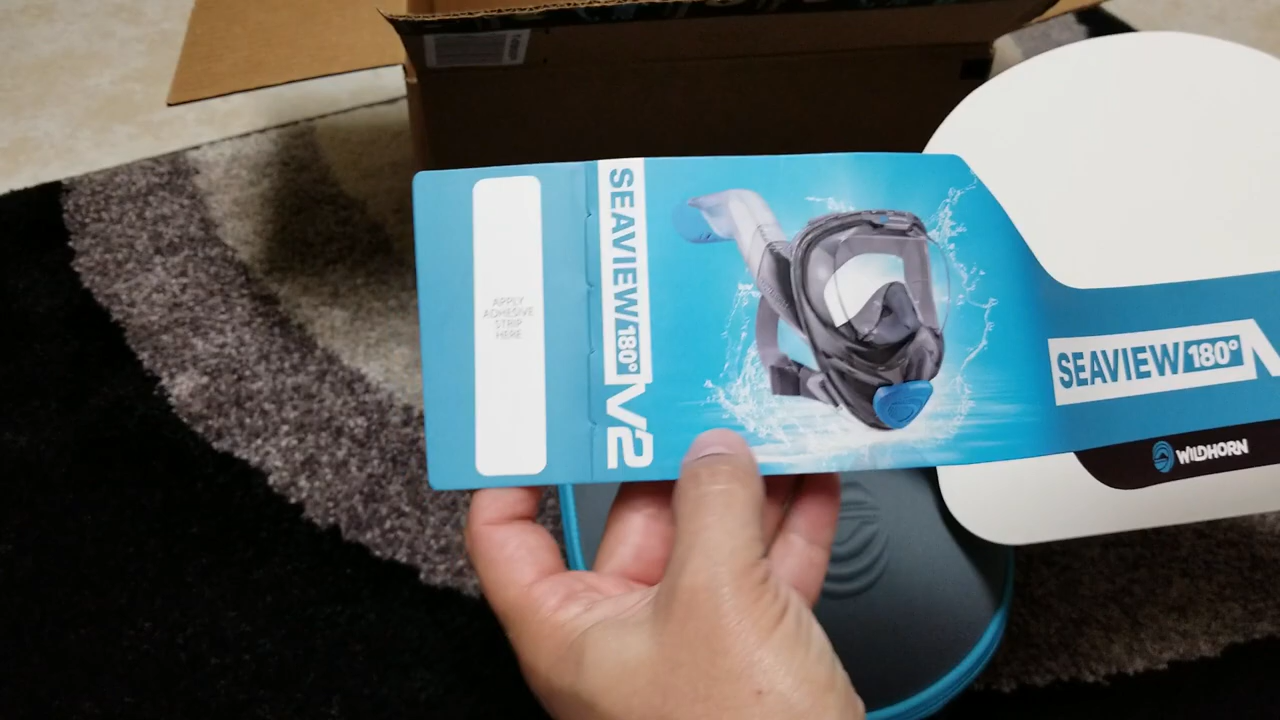 APPLY
ADHESIVE
STRIP
HERE
SEAVIEW 180° V2
SEAVIEW 180°
WILDHORN